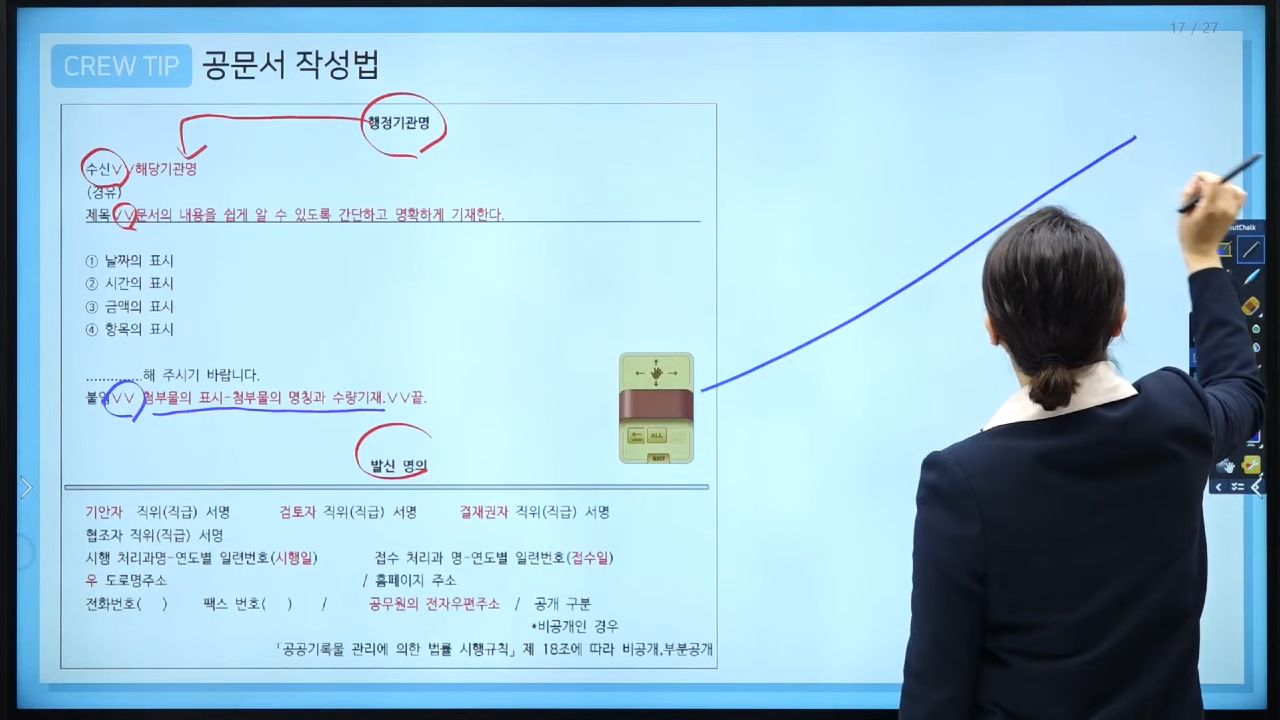 17 / 27
CREW TIP 공문서 작성법
행정기관명
수신∨ ∕해당기관명
(경유)
제목∨∨문서의 내용을 쉽게 알 수 있도록 간단하고 명확하게 기재한다.
① 날짜의 표시
② 시간의 표시
③ 금액의 표시
④ 항목의 표시
.............해 주시기 바랍니다.
붙임∨∨ 첨부물의 표시-첨부물의 명칭과 수량기재.∨∨끝.
ALL
EXIT
발신 명의
기안자 직위(직급) 서명 검토자 직위(직급) 서명 결재권자 직위(직급) 서명
협조자 직위(직급) 서명
시행 처리과명-연도별 일련번호(시행일) 접수 처리과 명-연도별 일련번호(접수일)
우 도로명주소 / 홈페이지 주소
전화번호( ) 팩스 번호( ) / 공무원의 전자우편주소 / 공개 구분
*비공개인 경우
「공공기록물 관리에 의한 법률 시행규칙」 제 18조에 따라 비공개,부분공개